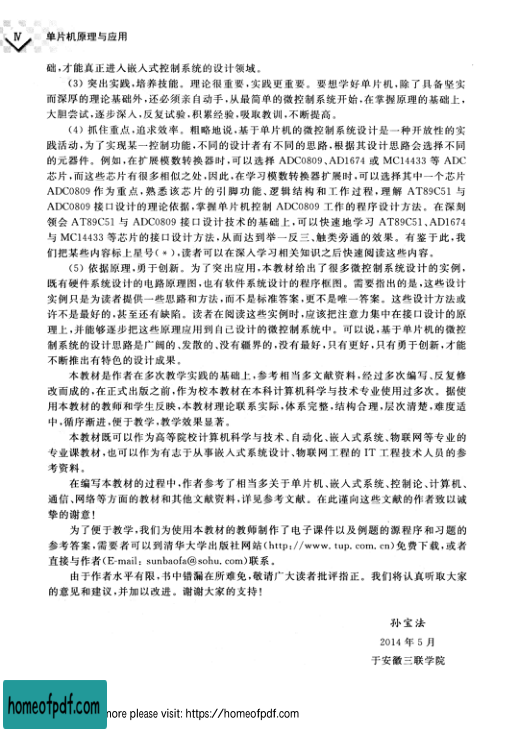 Ⅳ 单片机原理与应用
础,才能真正进入嵌入式控制系统的设计领域。
(3) 突出实践,培养技能。理论很重要,实践更重要。要想学好单片机,除了具备坚实
而深厚的理论基础外,还必须亲自动手,从最简单的微控制系统开始,在掌握原理的基础上,
大胆尝试,逐步深入,反复试验,积累经验,吸取教训,不断提高。
(4) 抓住重点,追求效率。粗略地说,基于单片机的微控制系统设计是一种开放性的实
践活动,为了实现某一控制功能,不同的设计者有不同的思路,根据其设计思路会选择不同
的元器件。例如,在扩展模数转换器时,可以选择 ADC0809、AD1674 或 MC14433 等 ADC
芯片,而这些芯片有很多相似之处,因此,在学习模数转换器扩展时,可以选择其中一个芯片
ADC0809 作为重点,熟悉该芯片的引脚功能、逻辑结构和工作过程,理解 AT89C51 与
ADC0809 接口设计的理论依据,掌握单片机控制 ADC0809 工作的程序设计方法。在深刻
领会 AT89C51 与 ADC0809 接口设计技术的基础上,可以快速地学习 AT89C51、AD1674
与 MC14433 等芯片的接口设计方法,从而达到举一反三、触类旁通的效果。有鉴于此,我
们把某些内容标上星号(*),读者可以在深入学习相关知识之后快速阅读这些内容。
(5) 依据原理,勇于创新。为了突出应用,本教材给出了很多微控制系统设计的实例,
既有硬件系统设计的电路原理图,也有软件系统设计的程序框图。需要指出的是,这些设计
实例只是为读者提供一些思路和方法,而不是标准答案,更不是唯一答案。这些设计方法或
许不是最好的,甚至还有缺陷。读者在阅读这些实例时,应该把注意力集中在接口设计的原
理上,并能够逐步把这些原理应用到自己设计的微控制系统中。可以说,基于单片机的微控
制系统的设计思路是广阔的、发散的、没有疆界的,没有最好,只有更好,只有勇于创新,才能
不断推出有特色的设计成果。
本教材是作者在多次教学实践的基础上,参考相当多文献资料,经过多次编写、反复修
改而成的,在正式出版之前,作为校本教材在本科计算机科学与技术专业使用过多次。据使
用本教材的教师和学生反映,本教材理论联系实际,体系完整,结构合理,层次清楚,难度适
中,循序渐进,便于教学,教学效果显著。
本教材既可以作为高等院校计算机科学与技术、自动化、嵌入式系统、物联网等专业的
专业课教材,也可以作为有志于从事嵌入式系统设计、物联网工程的 IT 工程技术人员的参
考资料。
在编写本教材的过程中,作者参考了相当多关于单片机、嵌入式系统、控制论、计算机、
通信、网络等方面的教材和其他文献资料,详见参考文献。在此谨向这些文献的作者致以诚
挚的谢意!
为了便于教学,我们为使用本教材的教师制作了电子课件以及例题的源程序和习题的
参考答案,需要者可以到清华大学出版社网站(http://www.tup.com.cn)免费下载,或者
直接与作者(E-mail: sunbaofa@sohu.com)联系。
由于作者水平有限,书中错漏在所难免,敬请广大读者批评指正。我们将认真听取大家
的意见和建议,并加以改进。谢谢大家的支持!
孙宝法
2014 年 5 月
于安徽三联学院
homeofpdf.com
more please visit: https://homeofpdf.com